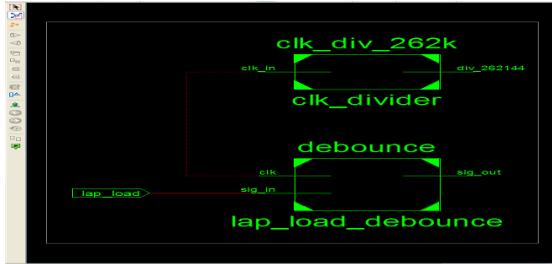 clk_div_262k
clk_in div_262144
clk_divider
debounce
clk sig_out
lap_load sig_in
lap_load_debounce